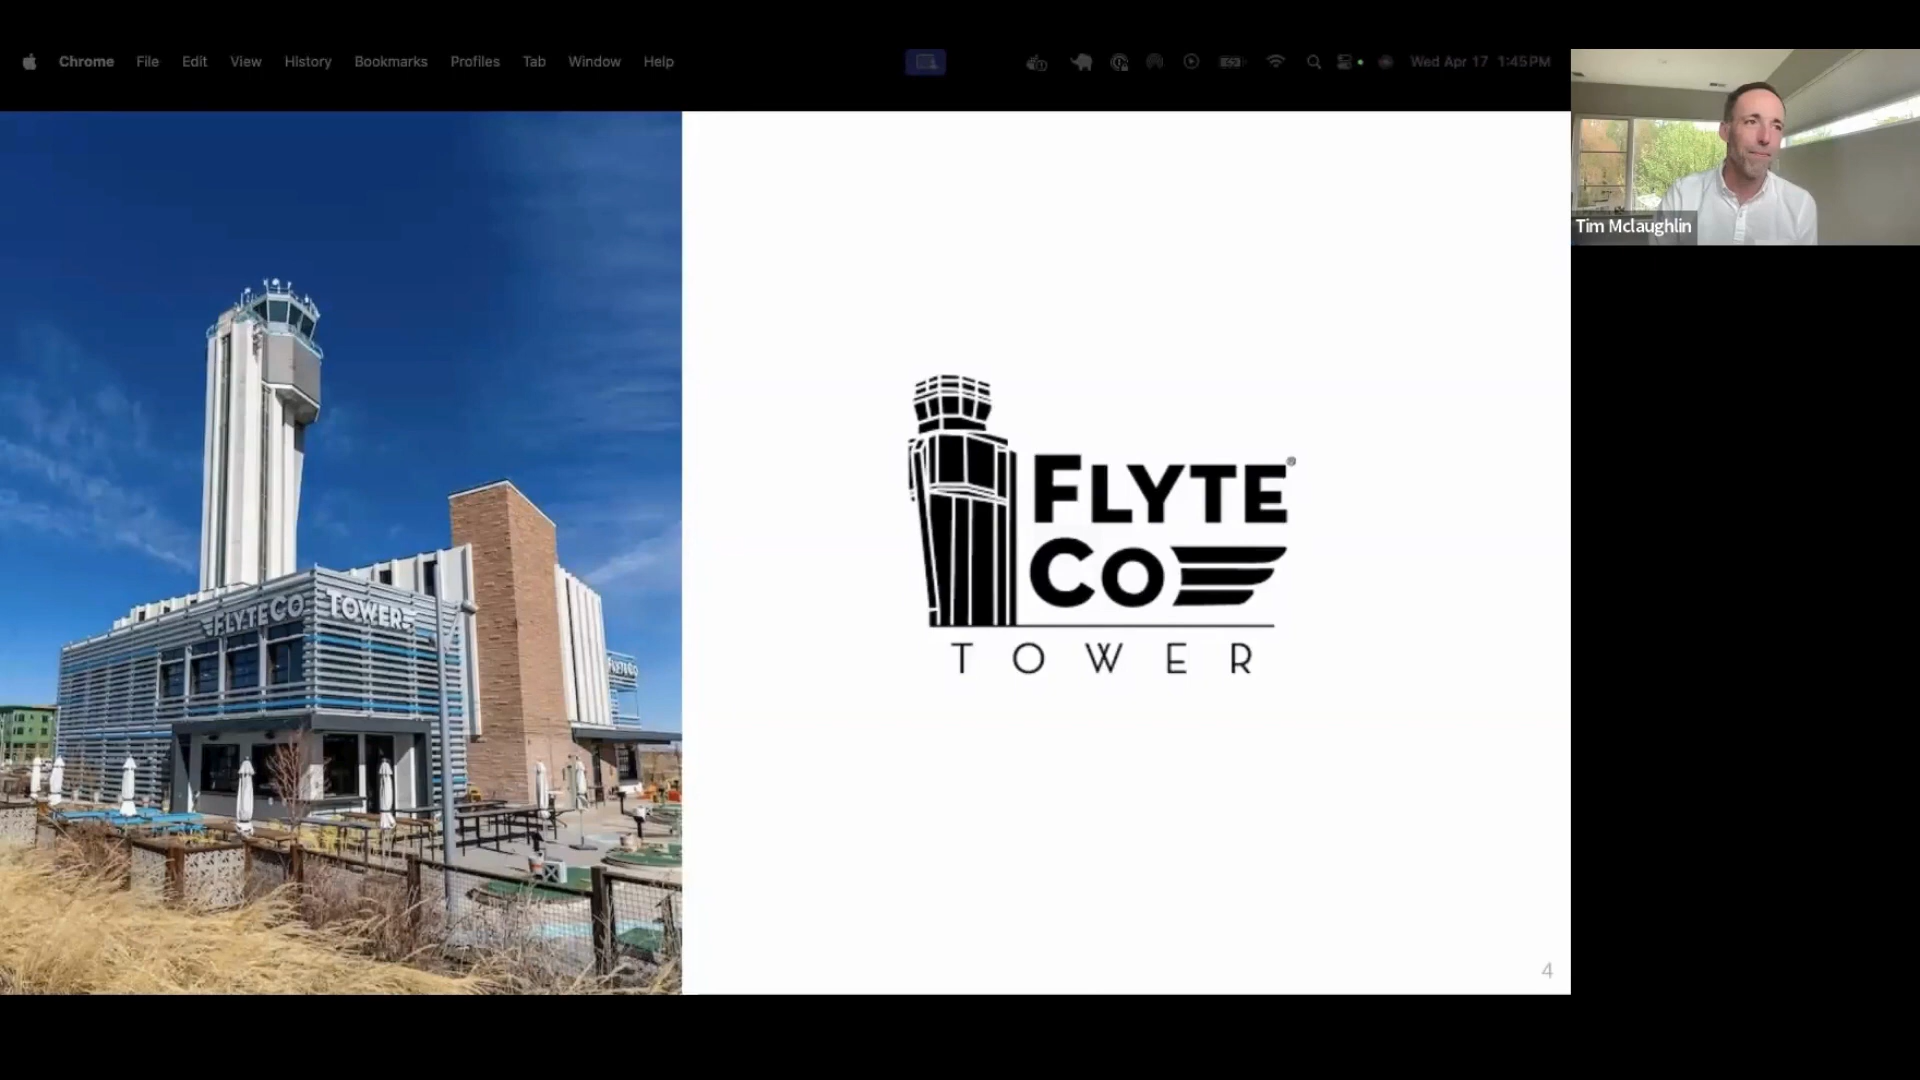 Chrome File Edit View History Bookmarks Profiles Tab Window Help Wed Apr 17 1:45 PM
Tim Mclaughlin
FLYTECO TOWER
FLYTECO
FLYTE®
CO
TOWER
4